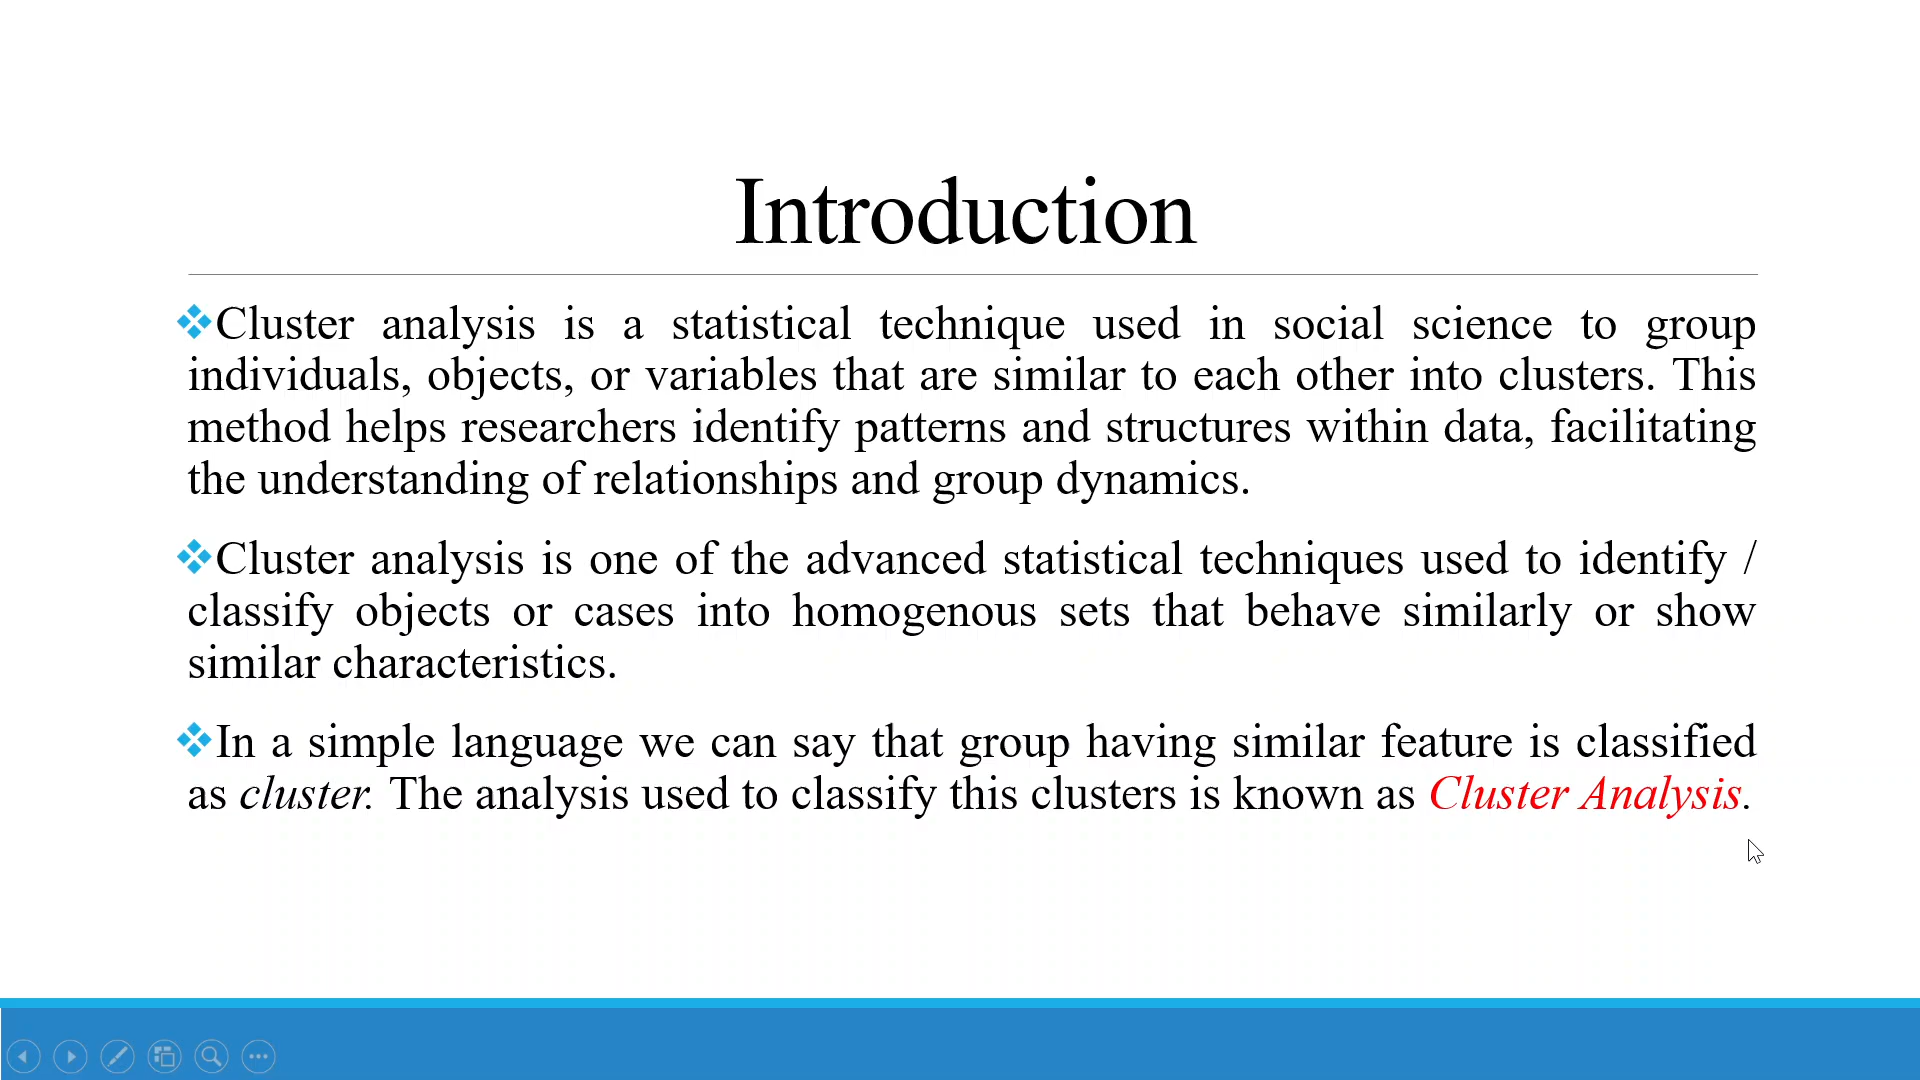 Introduction
❖Cluster analysis is a statistical technique used in social science to group
individuals, objects, or variables that are similar to each other into clusters. This
method helps researchers identify patterns and structures within data, facilitating
the understanding of relationships and group dynamics.
❖Cluster analysis is one of the advanced statistical techniques used to identify /
classify objects or cases into homogenous sets that behave similarly or show
similar characteristics.
❖In a simple language we can say that group having similar feature is classified
as cluster. The analysis used to classify this clusters is known as Cluster Analysis.